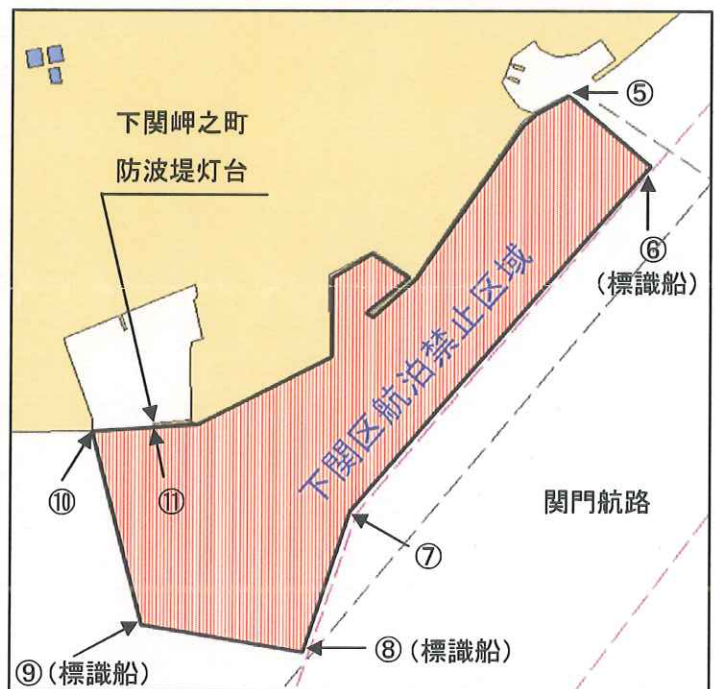 ⑤
下関岬之町
防波堤灯台
⑥
(標識船)
下関区航泊禁止区域
関門航路
⑩
⑪
⑦
⑧(標識船)
⑨(標識船)